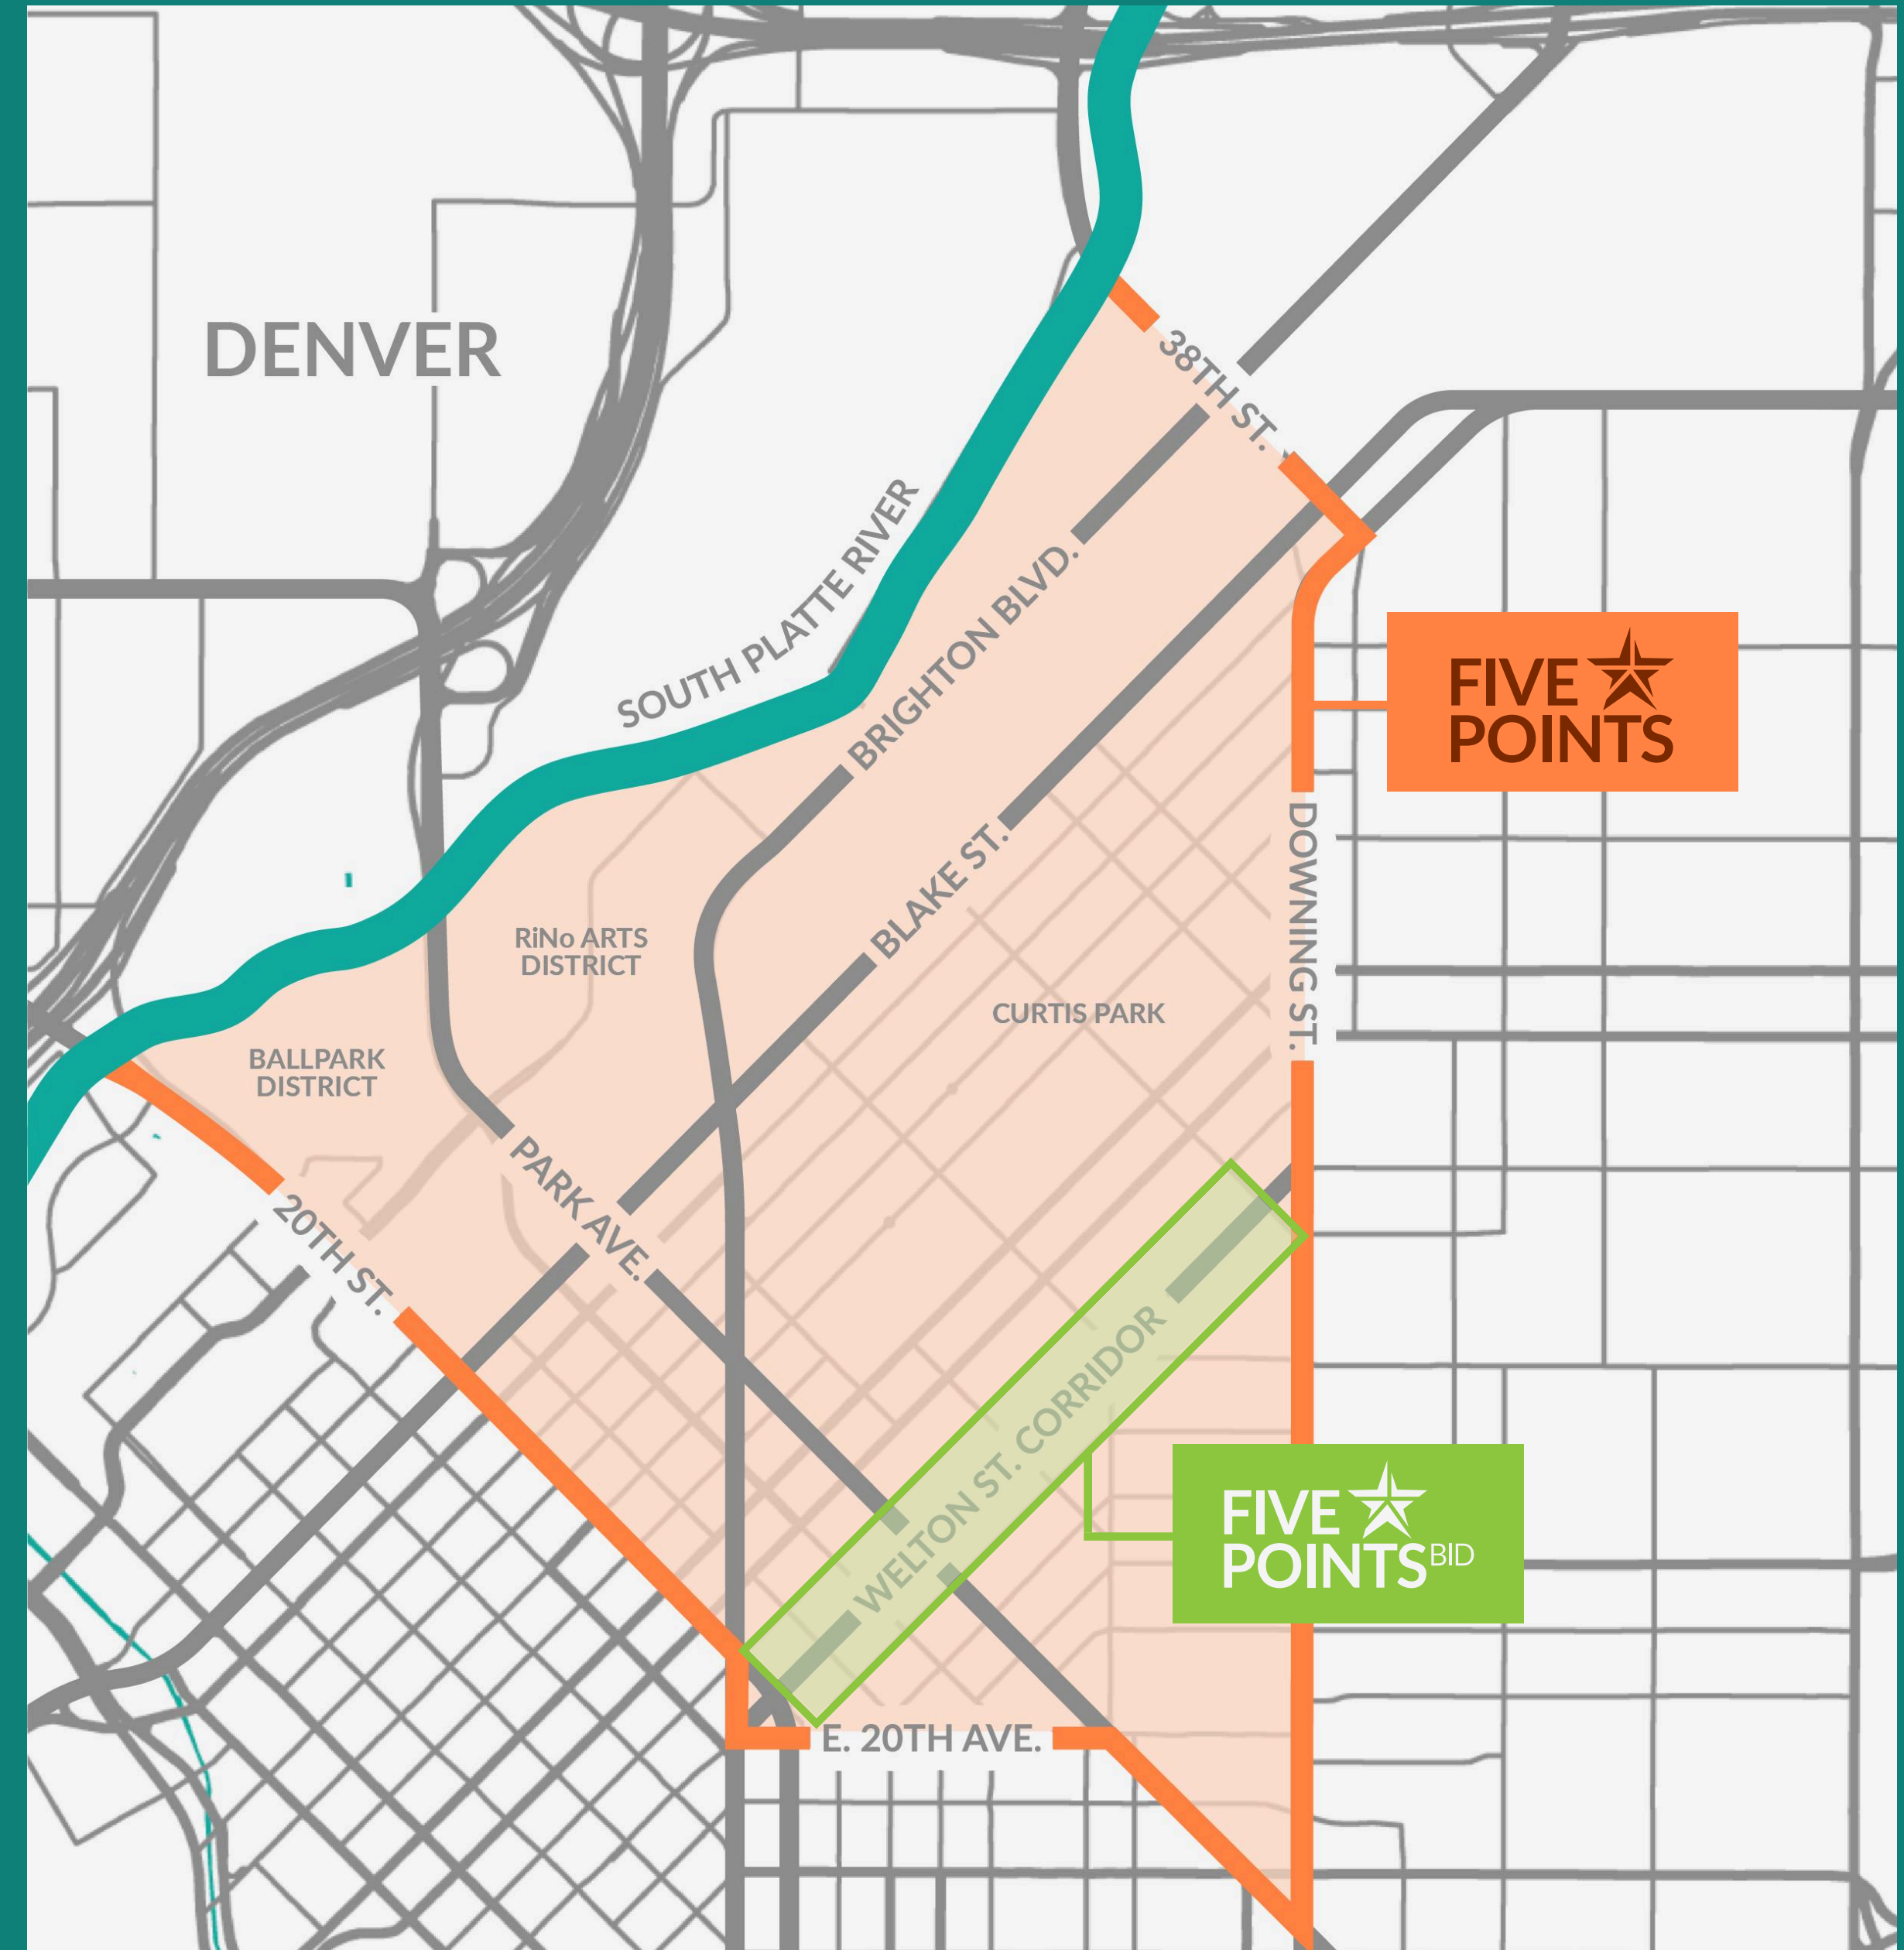 DENVER
38TH ST.
SOUTH PLATTE RIVER
BRIGHTON BLVD.
FIVE
POINTS
BLAKE ST.
DOWNING ST.
RiNo ARTS
DISTRICT
CURTIS PARK
BALLPARK
DISTRICT
PARK AVE.
20TH ST.
WELTON ST. CORRIDOR
FIVE
POINTS BID
E. 20TH AVE.